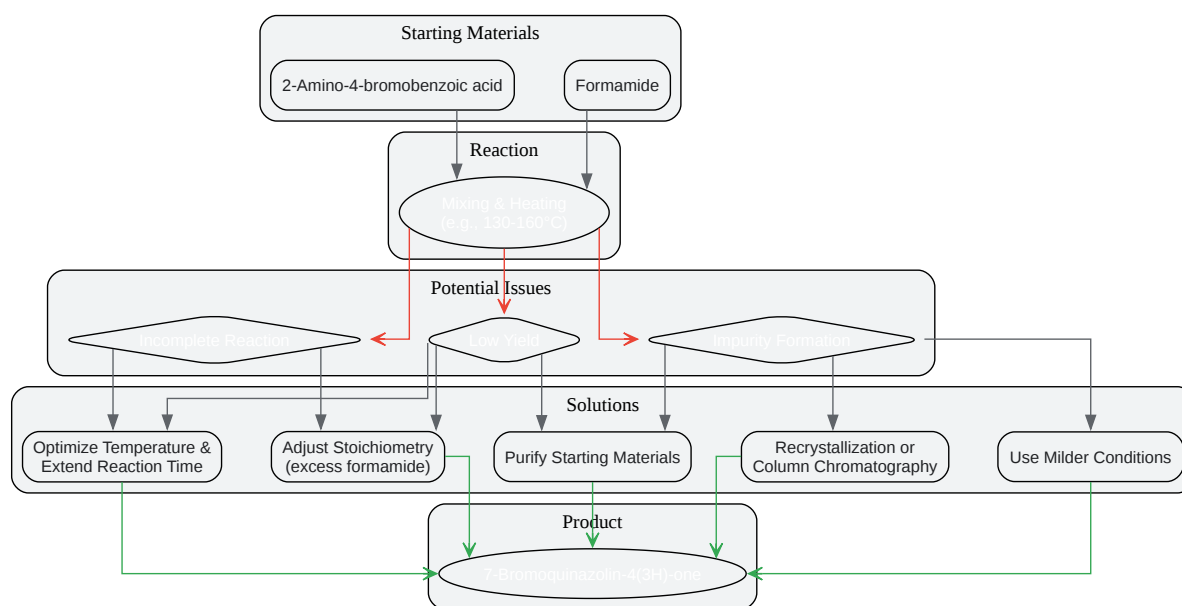 Starting Materials
2-Amino-4-bromobenzoic acid
Formamide
Reaction
Mixing & Heating
(e.g., 130-160°C)
Potential Issues
Incomplete Reaction
Low Yield
Impurity Formation
Solutions
Optimize Temperature &
Extend Reaction Time
Adjust Stoichiometry
(excess formamide)
Purify Starting Materials
Recrystallization or
Column Chromatography
Use Milder Conditions
Product
7-Bromoquinazolin-4(3H)-one